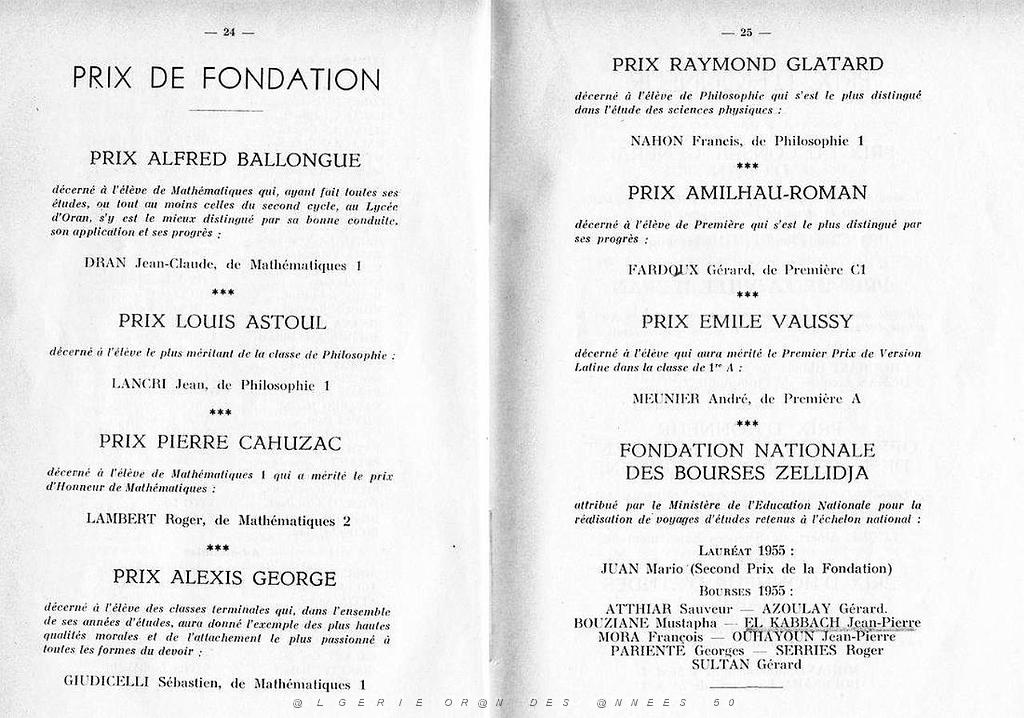 — 24 —
PRIX DE FONDATION
PRIX ALFRED BALLONGUE
décerné à l'élève de Mathématiques qui, ayant fait toutes ses
études, ou tout au moins celles du second cycle, au Lycée
d'Oran, s'y est le mieux distingué par sa bonne conduite,
son application et ses progrès :
DRAN Jean-Claude, de Mathématiques 1
***
PRIX LOUIS ASTOUL
décerné à l'élève le plus méritant de la classe de Philosophie :
LANCRI Jean, de Philosophie 1
***
PRIX PIERRE CAHUZAC
décerné à l'élève de Mathématiques 1 qui a mérité le prix
d'Honneur de Mathématiques :
LAMBERT Roger, de Mathématiques 2
***
PRIX ALEXIS GEORGE
décerné à l'élève des classes terminales qui, dans l'ensemble
de ses années d'études, aura donné l'exemple des plus hautes
qualités morales et de l'attachement le plus passionné à
toutes les formes du devoir :
GIUDICELLI Sébastien, de Mathématiques 1
— 25 —
PRIX RAYMOND GLATARD
décerné à l'élève de Philosophie qui s'est le plus distingué
dans l'étude des sciences physiques :
NAHON Francis, de Philosophie 1
***
PRIX AMILHAU-ROMAN
décerné à l'élève de Première qui s'est le plus distingué par
ses progrès :
FARDOUX Gérard, de Première C1
***
PRIX EMILE VAUSSY
décerné à l'élève qui aura mérité le Premier Prix de Version
Latine dans la classe de 1re A :
MEUNIER André, de Première A
***
FONDATION NATIONALE
DES BOURSES ZELLIDJA
attribué par le Ministère de l'Education Nationale pour la
réalisation de voyages d'études retenus à l'échelon national :
LAURÉAT 1955 :
JUAN Mario (Second Prix de la Fondation)
BOURSES 1955 :
ATTHIAR Sauveur — AZOULAY Gérard.
BOUZIANE Mustapha — EL KABBACH Jean-Pierre
MORA François — OUHAYOUN Jean-Pierre
PARIENTE Georges — SERRIES Roger
SULTAN Gérard
@LGERIE OR@N DES @NNEES 50